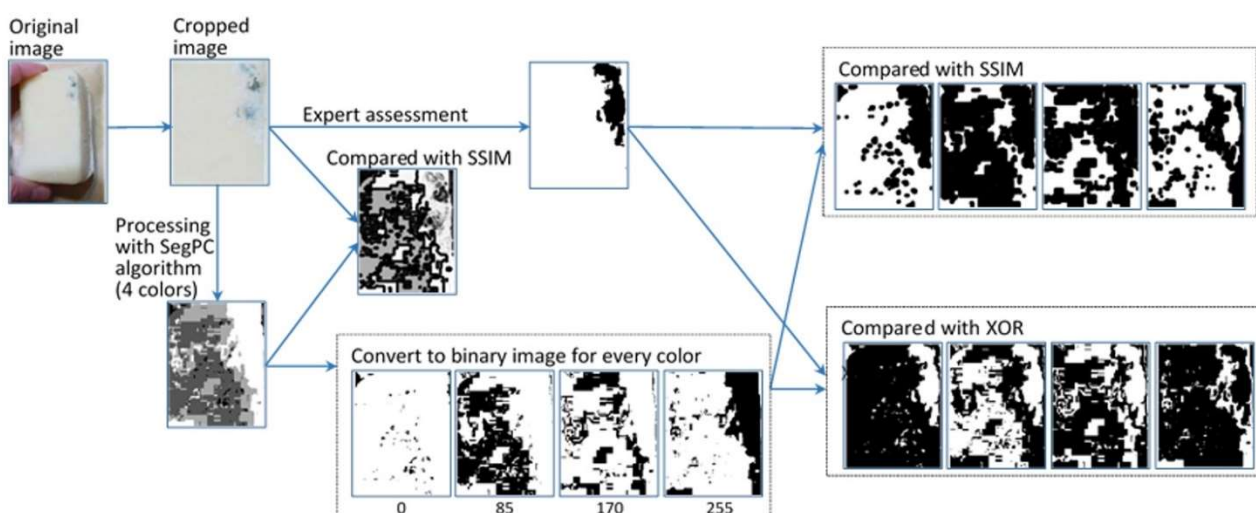 Original
image
Cropped
image
Expert assessment
Compared with SSIM
Compared with SSIM
Processing
with SegPC
algorithm
(4 colors)
Convert to binary image for every color
0 85 170 255
Compared with XOR